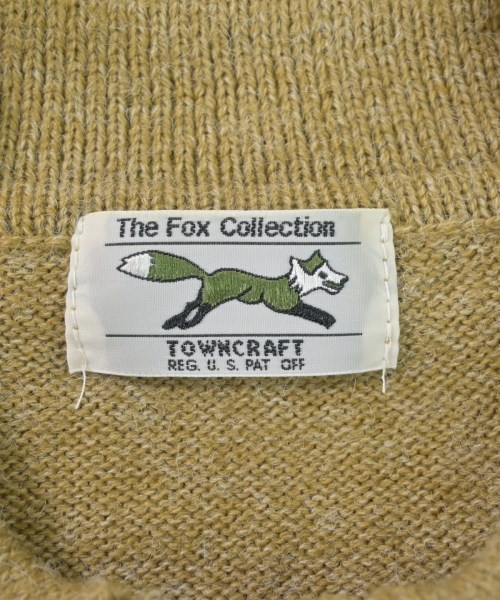 The Fox Collection
TOWNCRAFT
REG. U. S. PAT OFF